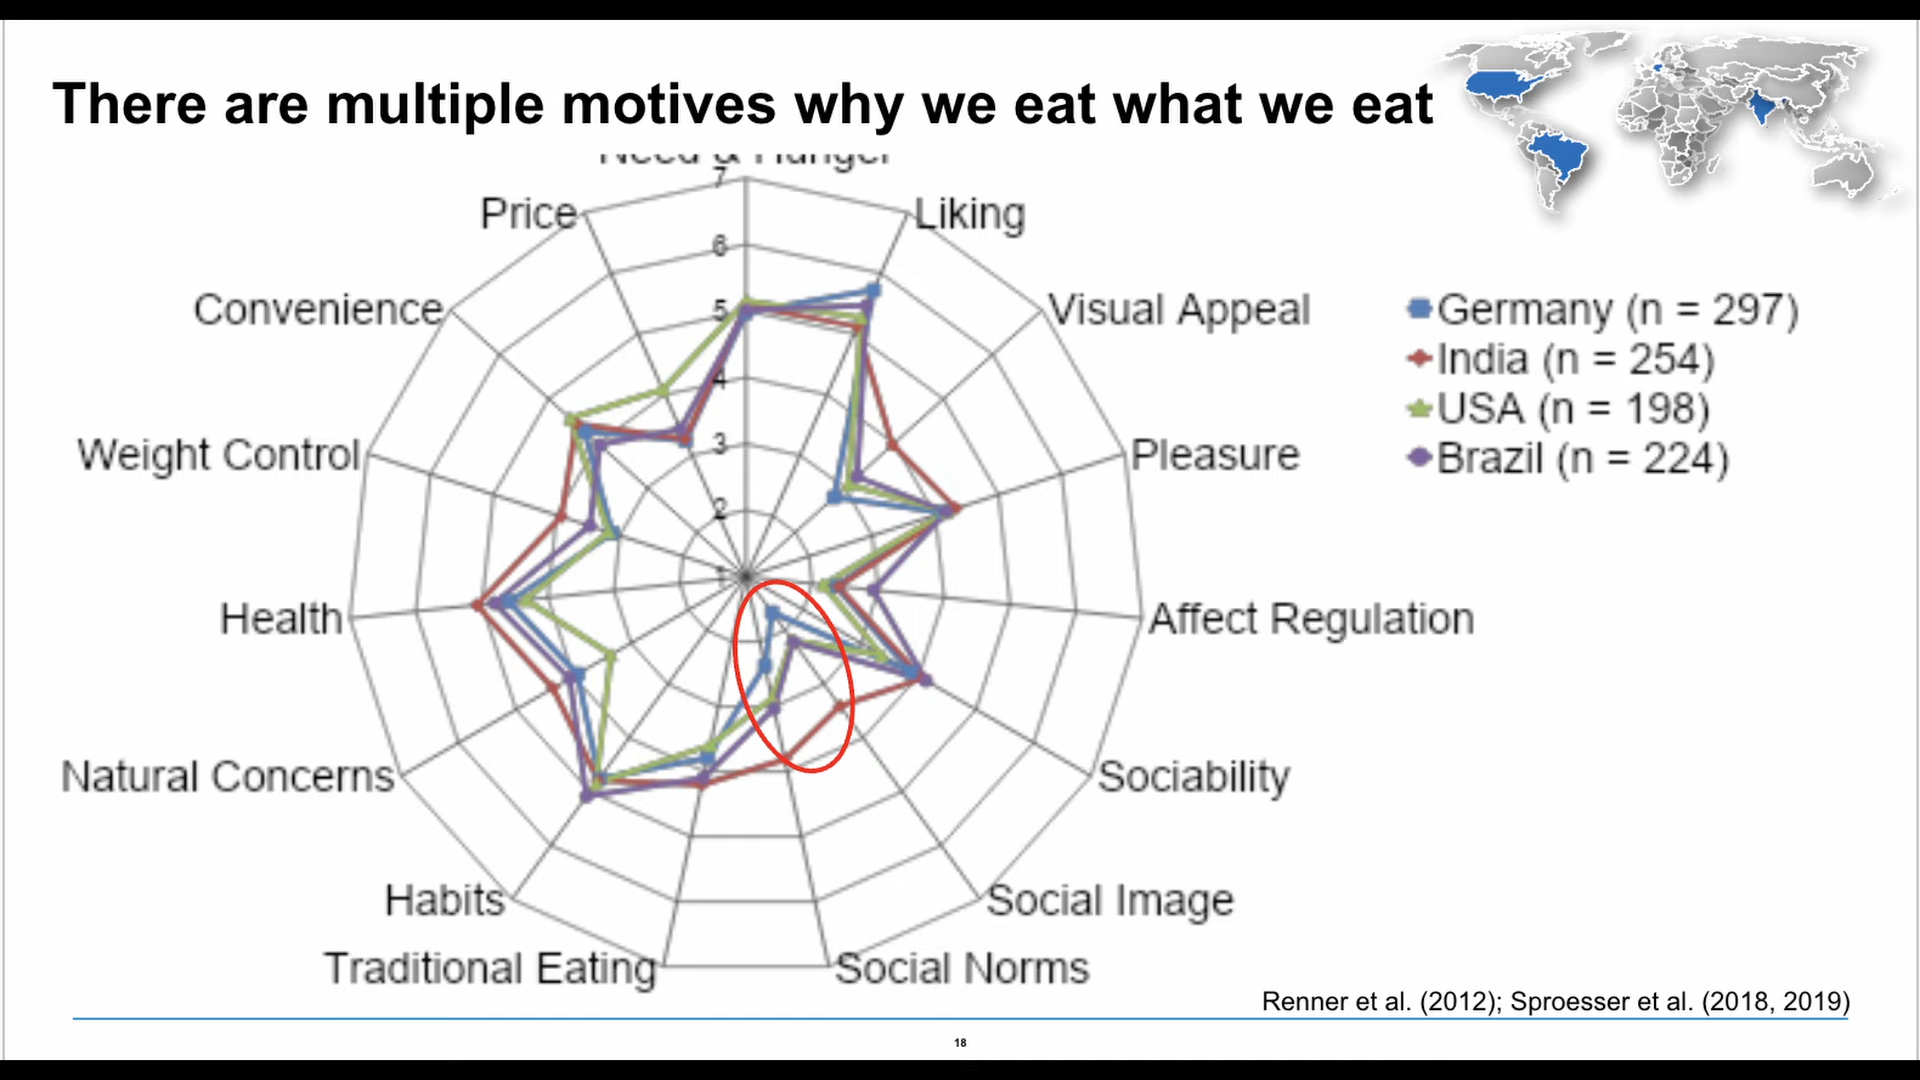 There are multiple motives why we eat what we eat
Need & Hunger
Price
Liking
Convenience
Visual Appeal
Weight Control
Pleasure
Health
Affect Regulation
Natural Concerns
Sociability
Habits
Social Image
Traditional Eating
Social Norms
7
6
5
4
3
2
1
Germany (n = 297)
India (n = 254)
USA (n = 198)
Brazil (n = 224)
Renner et al. (2012); Sproesser et al. (2018, 2019)
18